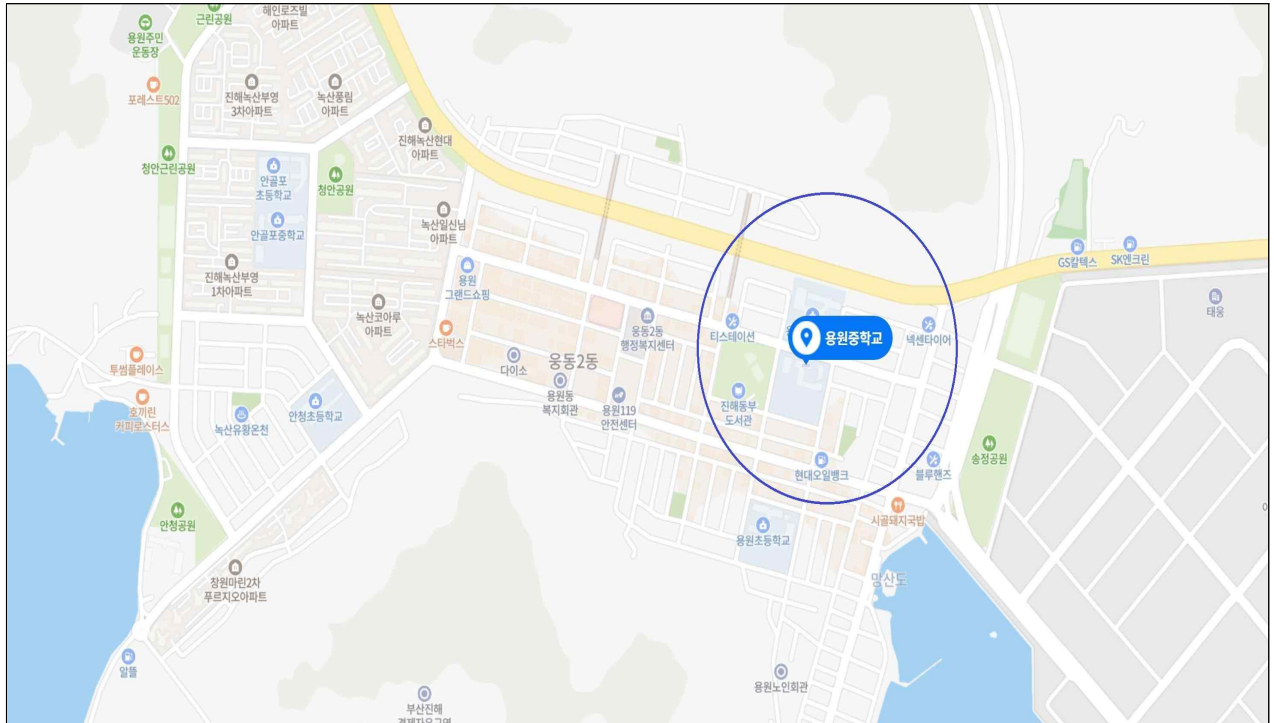 해인로즈빌
아파트
근린공원
용원주민
운동장
포레스트502
진해녹산부영
3차아파트
녹산풍림
아파트
진해녹산현대
아파트
청안근린공원
안골포
초등학교
청안공원
안골포중학교
녹산일신님
아파트
진해녹산부영
1차아파트
용원
그랜드쇼핑
GS칼텍스
SK엔크린
태웅
녹산코아루
아파트
스타벅스
웅동2동
행정복지센터
티스테이션
용원중학교
넥센타이어
투썸플레이스
다이소
웅동2동
용원동
복지회관
용원119
안전센터
진해동부
도서관
호끼린
커피로스터스
녹산유황온천
안청초등학교
현대오일뱅크
블루핸즈
송정공원
안청공원
용원초등학교
시골돼지국밥
4
망산도
창원마린2차
푸르지오아파트
알뜰
용원노인회관
부산진해
경제자유구역